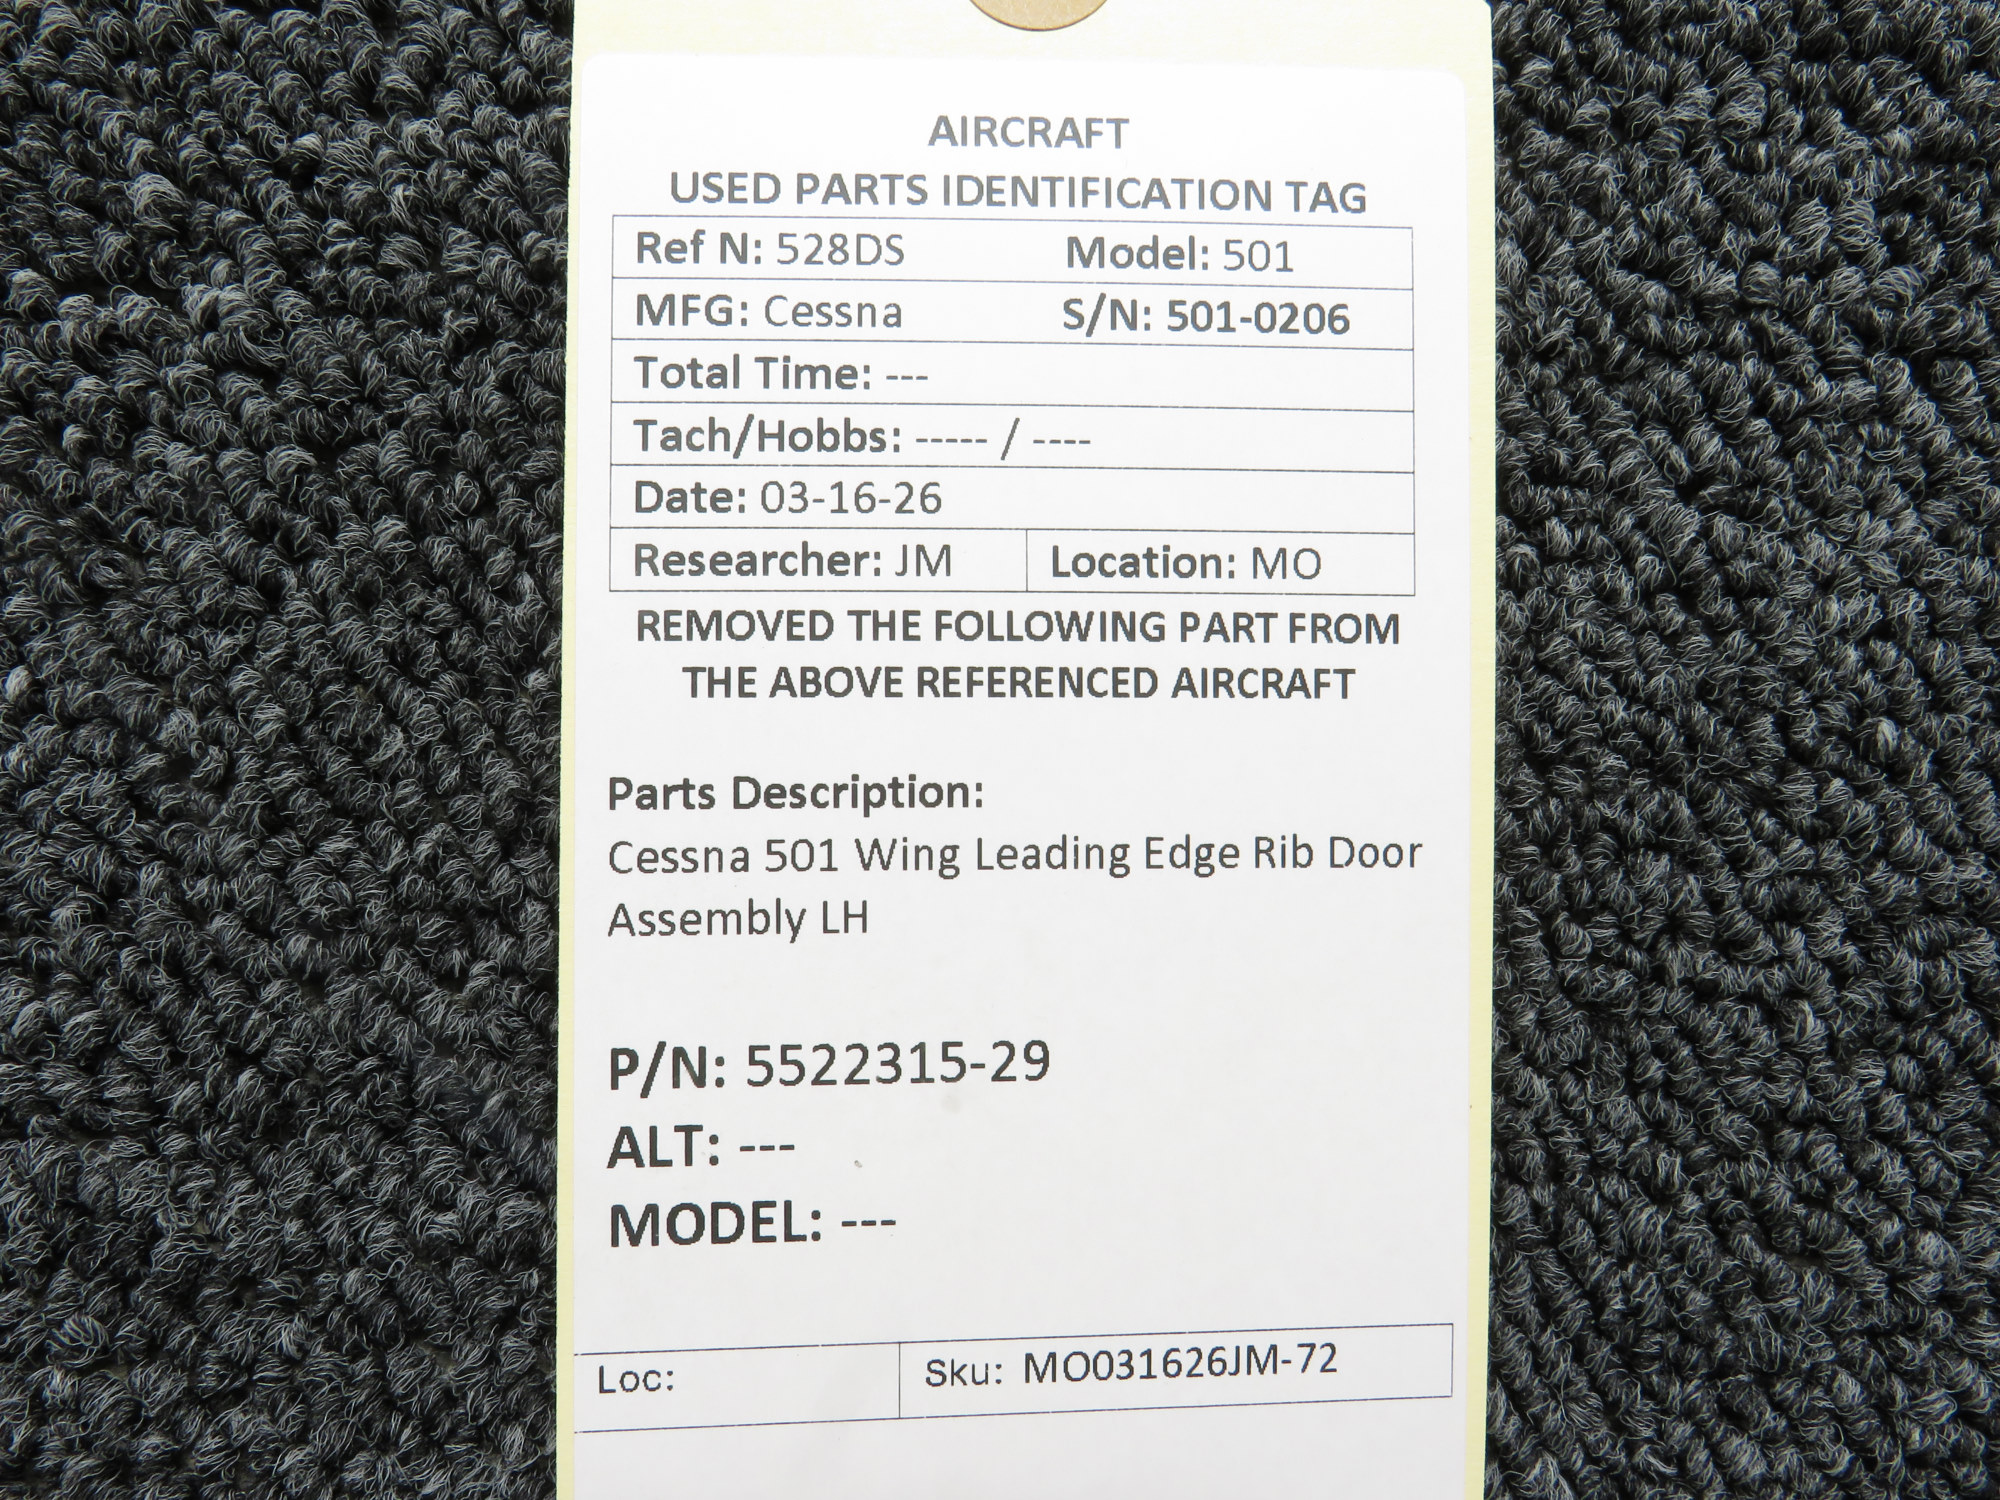 AIRCRAFT
USED PARTS IDENTIFICATION TAG
Ref N: 528DS Model: 501
MFG: Cessna S/N: 501-0206
Total Time: ---
Tach/Hobbs: ----- / ----
Date: 03-16-26
Researcher: JM Location: MO
REMOVED THE FOLLOWING PART FROM
THE ABOVE REFERENCED AIRCRAFT
Parts Description:
Cessna 501 Wing Leading Edge Rib Door
Assembly LH
P/N: 5522315-29
ALT: ---
MODEL: ---
Loc: Sku: MO031626JM-72